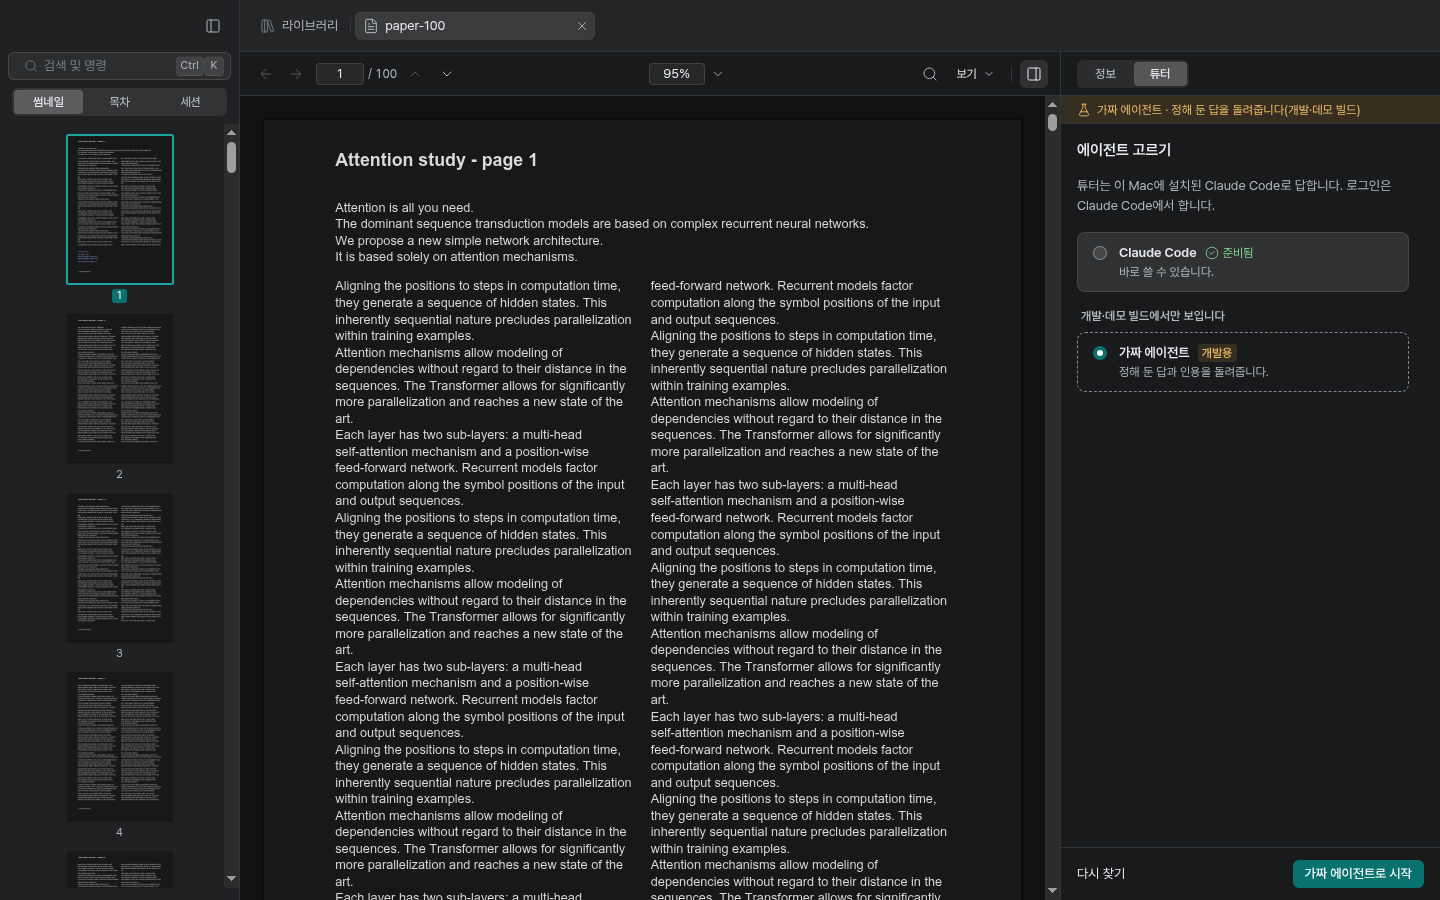 라이브러리
paper-100
검색 및 명령
Ctrl K
썸네일 목차 세션
1
2
3
4
1 / 100
95%
보기
Attention study - page 1
Attention is all you need.
The dominant sequence transduction models are based on complex recurrent neural networks.
We propose a new simple network architecture.
It is based solely on attention mechanisms.
Aligning the positions to steps in computation time,
they generate a sequence of hidden states. This
inherently sequential nature precludes parallelization
within training examples.
Attention mechanisms allow modeling of
dependencies without regard to their distance in the
sequences. The Transformer allows for significantly
more parallelization and reaches a new state of the
art.
Each layer has two sub-layers: a multi-head
self-attention mechanism and a position-wise
feed-forward network. Recurrent models factor
computation along the symbol positions of the input
and output sequences.
Aligning the positions to steps in computation time,
they generate a sequence of hidden states. This
inherently sequential nature precludes parallelization
within training examples.
Attention mechanisms allow modeling of
dependencies without regard to their distance in the
sequences. The Transformer allows for significantly
more parallelization and reaches a new state of the
art.
Each layer has two sub-layers: a multi-head
self-attention mechanism and a position-wise
feed-forward network. Recurrent models factor
computation along the symbol positions of the input
and output sequences.
Aligning the positions to steps in computation time,
they generate a sequence of hidden states. This
inherently sequential nature precludes parallelization
within training examples.
Attention mechanisms allow modeling of
dependencies without regard to their distance in the
sequences. The Transformer allows for significantly
more parallelization and reaches a new state of the
art.
Each layer has two sub-layers: a multi-head
feed-forward network. Recurrent models factor
computation along the symbol positions of the input
and output sequences.
Aligning the positions to steps in computation time,
they generate a sequence of hidden states. This
inherently sequential nature precludes parallelization
within training examples.
Attention mechanisms allow modeling of
dependencies without regard to their distance in the
sequences. The Transformer allows for significantly
more parallelization and reaches a new state of the
art.
Each layer has two sub-layers: a multi-head
self-attention mechanism and a position-wise
feed-forward network. Recurrent models factor
computation along the symbol positions of the input
and output sequences.
Aligning the positions to steps in computation time,
they generate a sequence of hidden states. This
inherently sequential nature precludes parallelization
within training examples.
Attention mechanisms allow modeling of
dependencies without regard to their distance in the
sequences. The Transformer allows for significantly
more parallelization and reaches a new state of the
art.
Each layer has two sub-layers: a multi-head
self-attention mechanism and a position-wise
feed-forward network. Recurrent models factor
computation along the symbol positions of the input
and output sequences.
Aligning the positions to steps in computation time,
they generate a sequence of hidden states. This
inherently sequential nature precludes parallelization
within training examples.
Attention mechanisms allow modeling of
dependencies without regard to their distance in the
sequences. The Transformer allows for significantly
정보 튜터
가짜 에이전트 · 정해 둔 답을 돌려줍니다(개발·데모 빌드)
에이전트 고르기
튜터는 이 Mac에 설치된 Claude Code로 답합니다. 로그인은
Claude Code에서 합니다.
Claude Code 준비됨
바로 쓸 수 있습니다.
개발·데모 빌드에서만 보입니다
가짜 에이전트 개발용
정해 둔 답과 인용을 돌려줍니다.
다시 찾기
가짜 에이전트로 시작